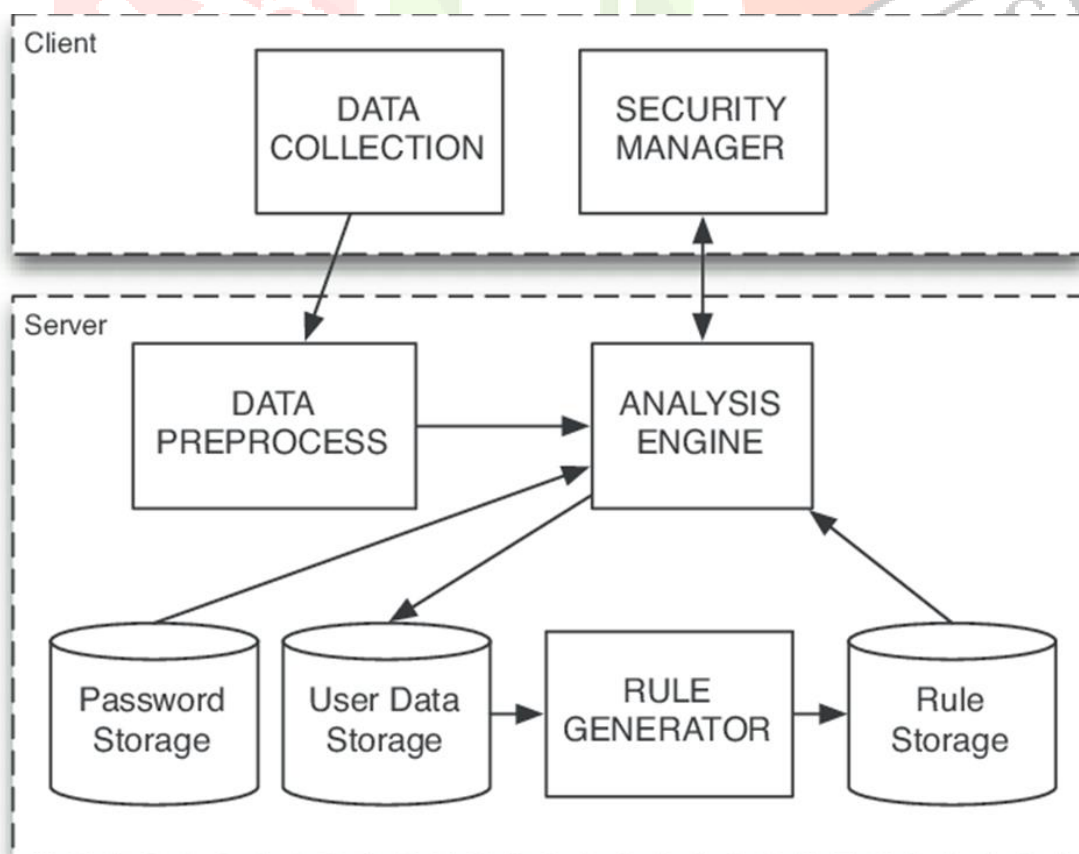 Client
DATA
COLLECTION
SECURITY
MANAGER
Server
DATA
PREPROCESS
ANALYSIS
ENGINE
Password
Storage
User Data
Storage
RULE
GENERATOR
Rule
Storage